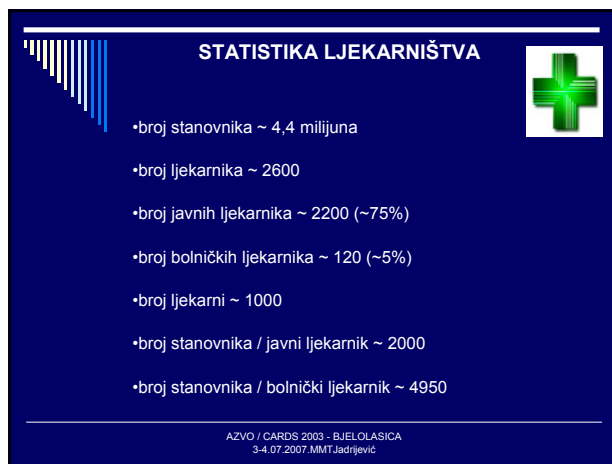 STATISTIKA LJEKARNIŠTVA
•broj stanovnika ~ 4,4 milijuna
•broj ljekarnika ~ 2600
•broj javnih ljekarnika ~ 2200 (~75%)
•broj bolničkih ljekarnika ~ 120 (~5%)
•broj ljekarni ~ 1000
•broj stanovnika / javni ljekarnik ~ 2000
•broj stanovnika / bolnički ljekarnik ~ 4950
AZVO / CARDS 2003 - BJELOLASICA
3-4.07.2007.MMTJadrijević